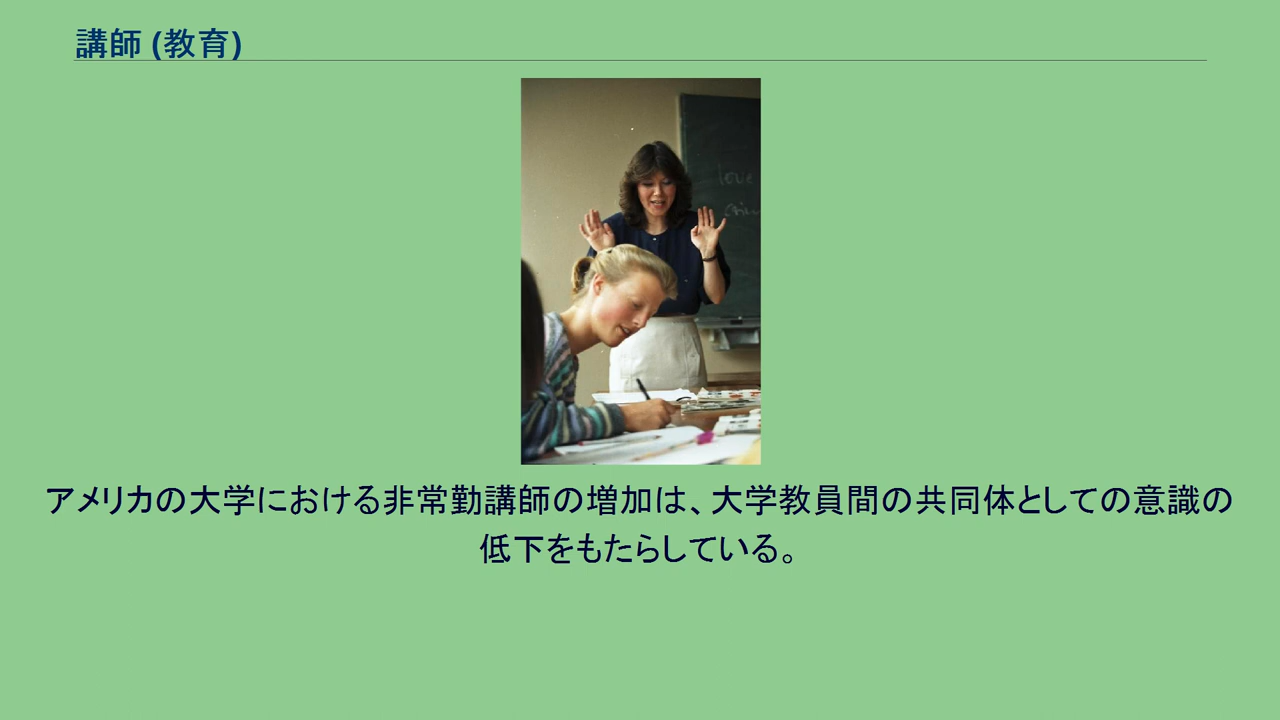 講師 (教育)
love
アメリカの大学における非常勤講師の増加は、大学教員間の共同体としての意識の
低下をもたらしている。